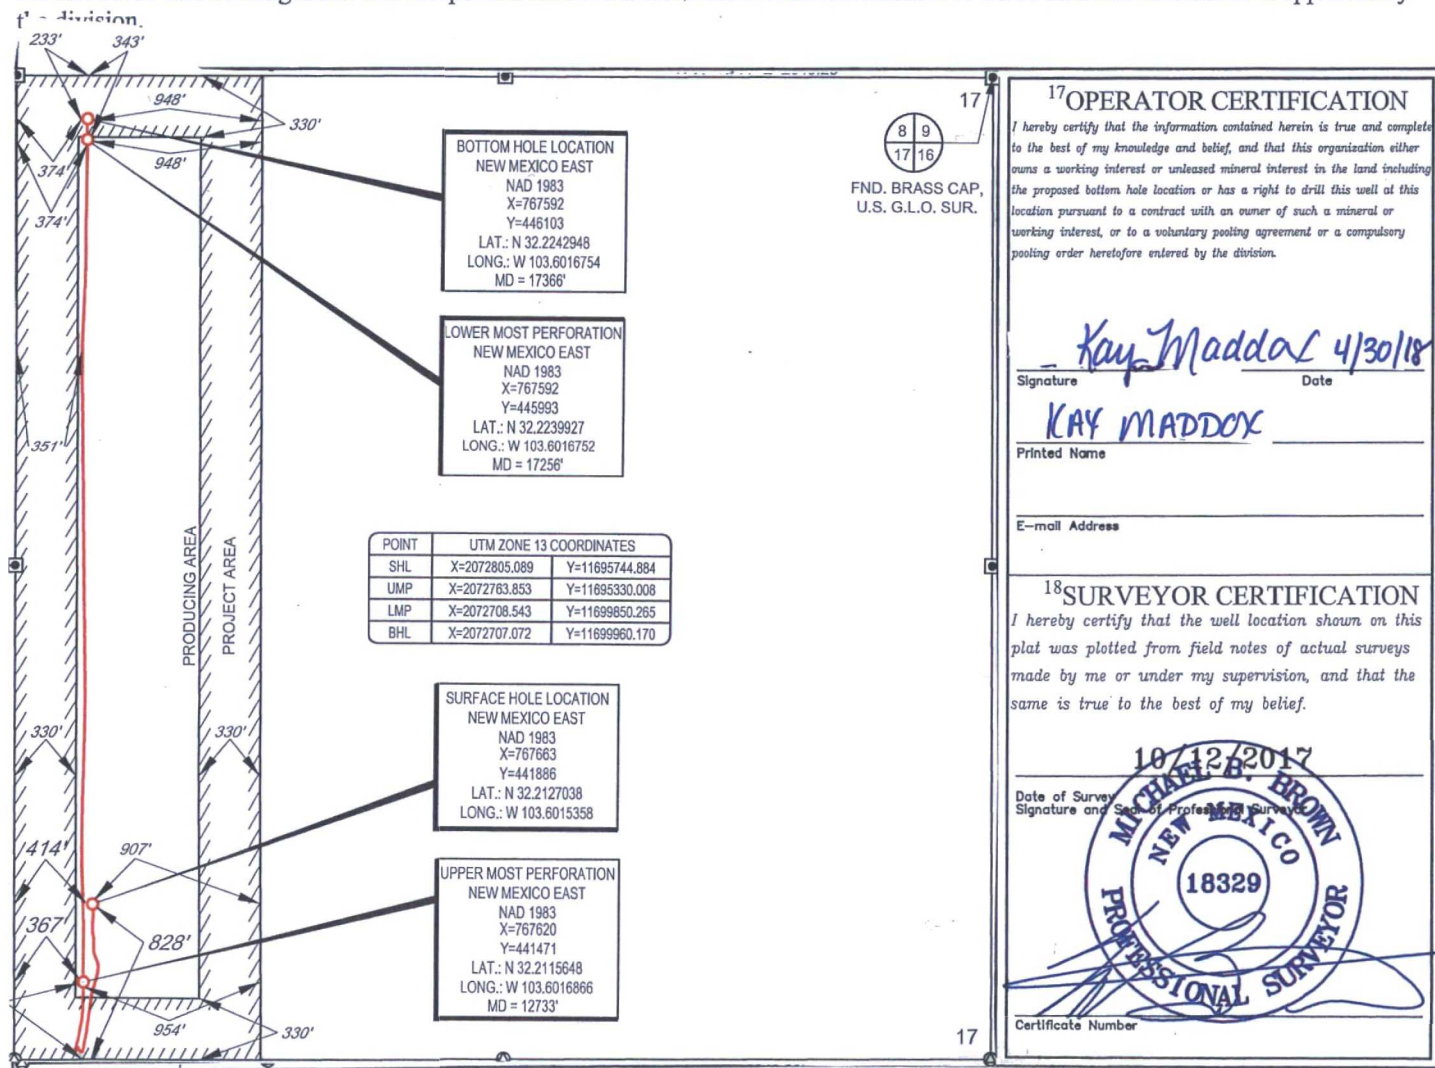 the division.
233'
343'
948'
330'
948'
374'
374'
17
8 9
17 16
FND. BRASS CAP,
U.S. G.L.O. SUR.
BOTTOM HOLE LOCATION
NEW MEXICO EAST
NAD 1983
X=767592
Y=446103
LAT.: N 32.2242948
LONG.: W 103.6016754
MD = 17366'
LOWER MOST PERFORATION
NEW MEXICO EAST
NAD 1983
X=767592
Y=445993
LAT.: N 32.2239927
LONG.: W 103.6016752
MD = 17256'
351'
PRODUCING AREA
PROJECT AREA
POINT UTM ZONE 13 COORDINATES
SHL X=2072805.089 Y=11695744.884
UMP X=2072763.853 Y=11695330.008
LMP X=2072708.543 Y=11699850.265
BHL X=2072707.072 Y=11699960.170
330'
330'
SURFACE HOLE LOCATION
NEW MEXICO EAST
NAD 1983
X=767663
Y=441886
LAT.: N 32.2127038
LONG.: W 103.6015358
414'
907'
367'
828'
UPPER MOST PERFORATION
NEW MEXICO EAST
NAD 1983
X=767620
Y=441471
LAT.: N 32.2115648
LONG.: W 103.6016866
MD = 12733'
954'
330'
17
17 OPERATOR CERTIFICATION
I hereby certify that the information contained herein is true and complete
to the best of my knowledge and belief, and that this organization either
owns a working interest or unleased mineral interest in the land including
the proposed bottom hole location or has a right to drill this well at this
location pursuant to a contract with an owner of such a mineral or
working interest, or to a voluntary pooling agreement or a compulsory
pooling order heretofore entered by the division.
Kay Maddox 4/30/18
Signature Date
KAY MADDOX
Printed Name
E-mail Address
18 SURVEYOR CERTIFICATION
I hereby certify that the well location shown on this
plat was plotted from field notes of actual surveys
made by me or under my supervision, and that the
same is true to the best of my belief.
10/12/2017
Date of Survey
Signature and Seal of Professional Surveyor
MICHAEL B. BROWN
NEW MEXICO
18329
PROFESSIONAL SURVEYOR
Certificate Number